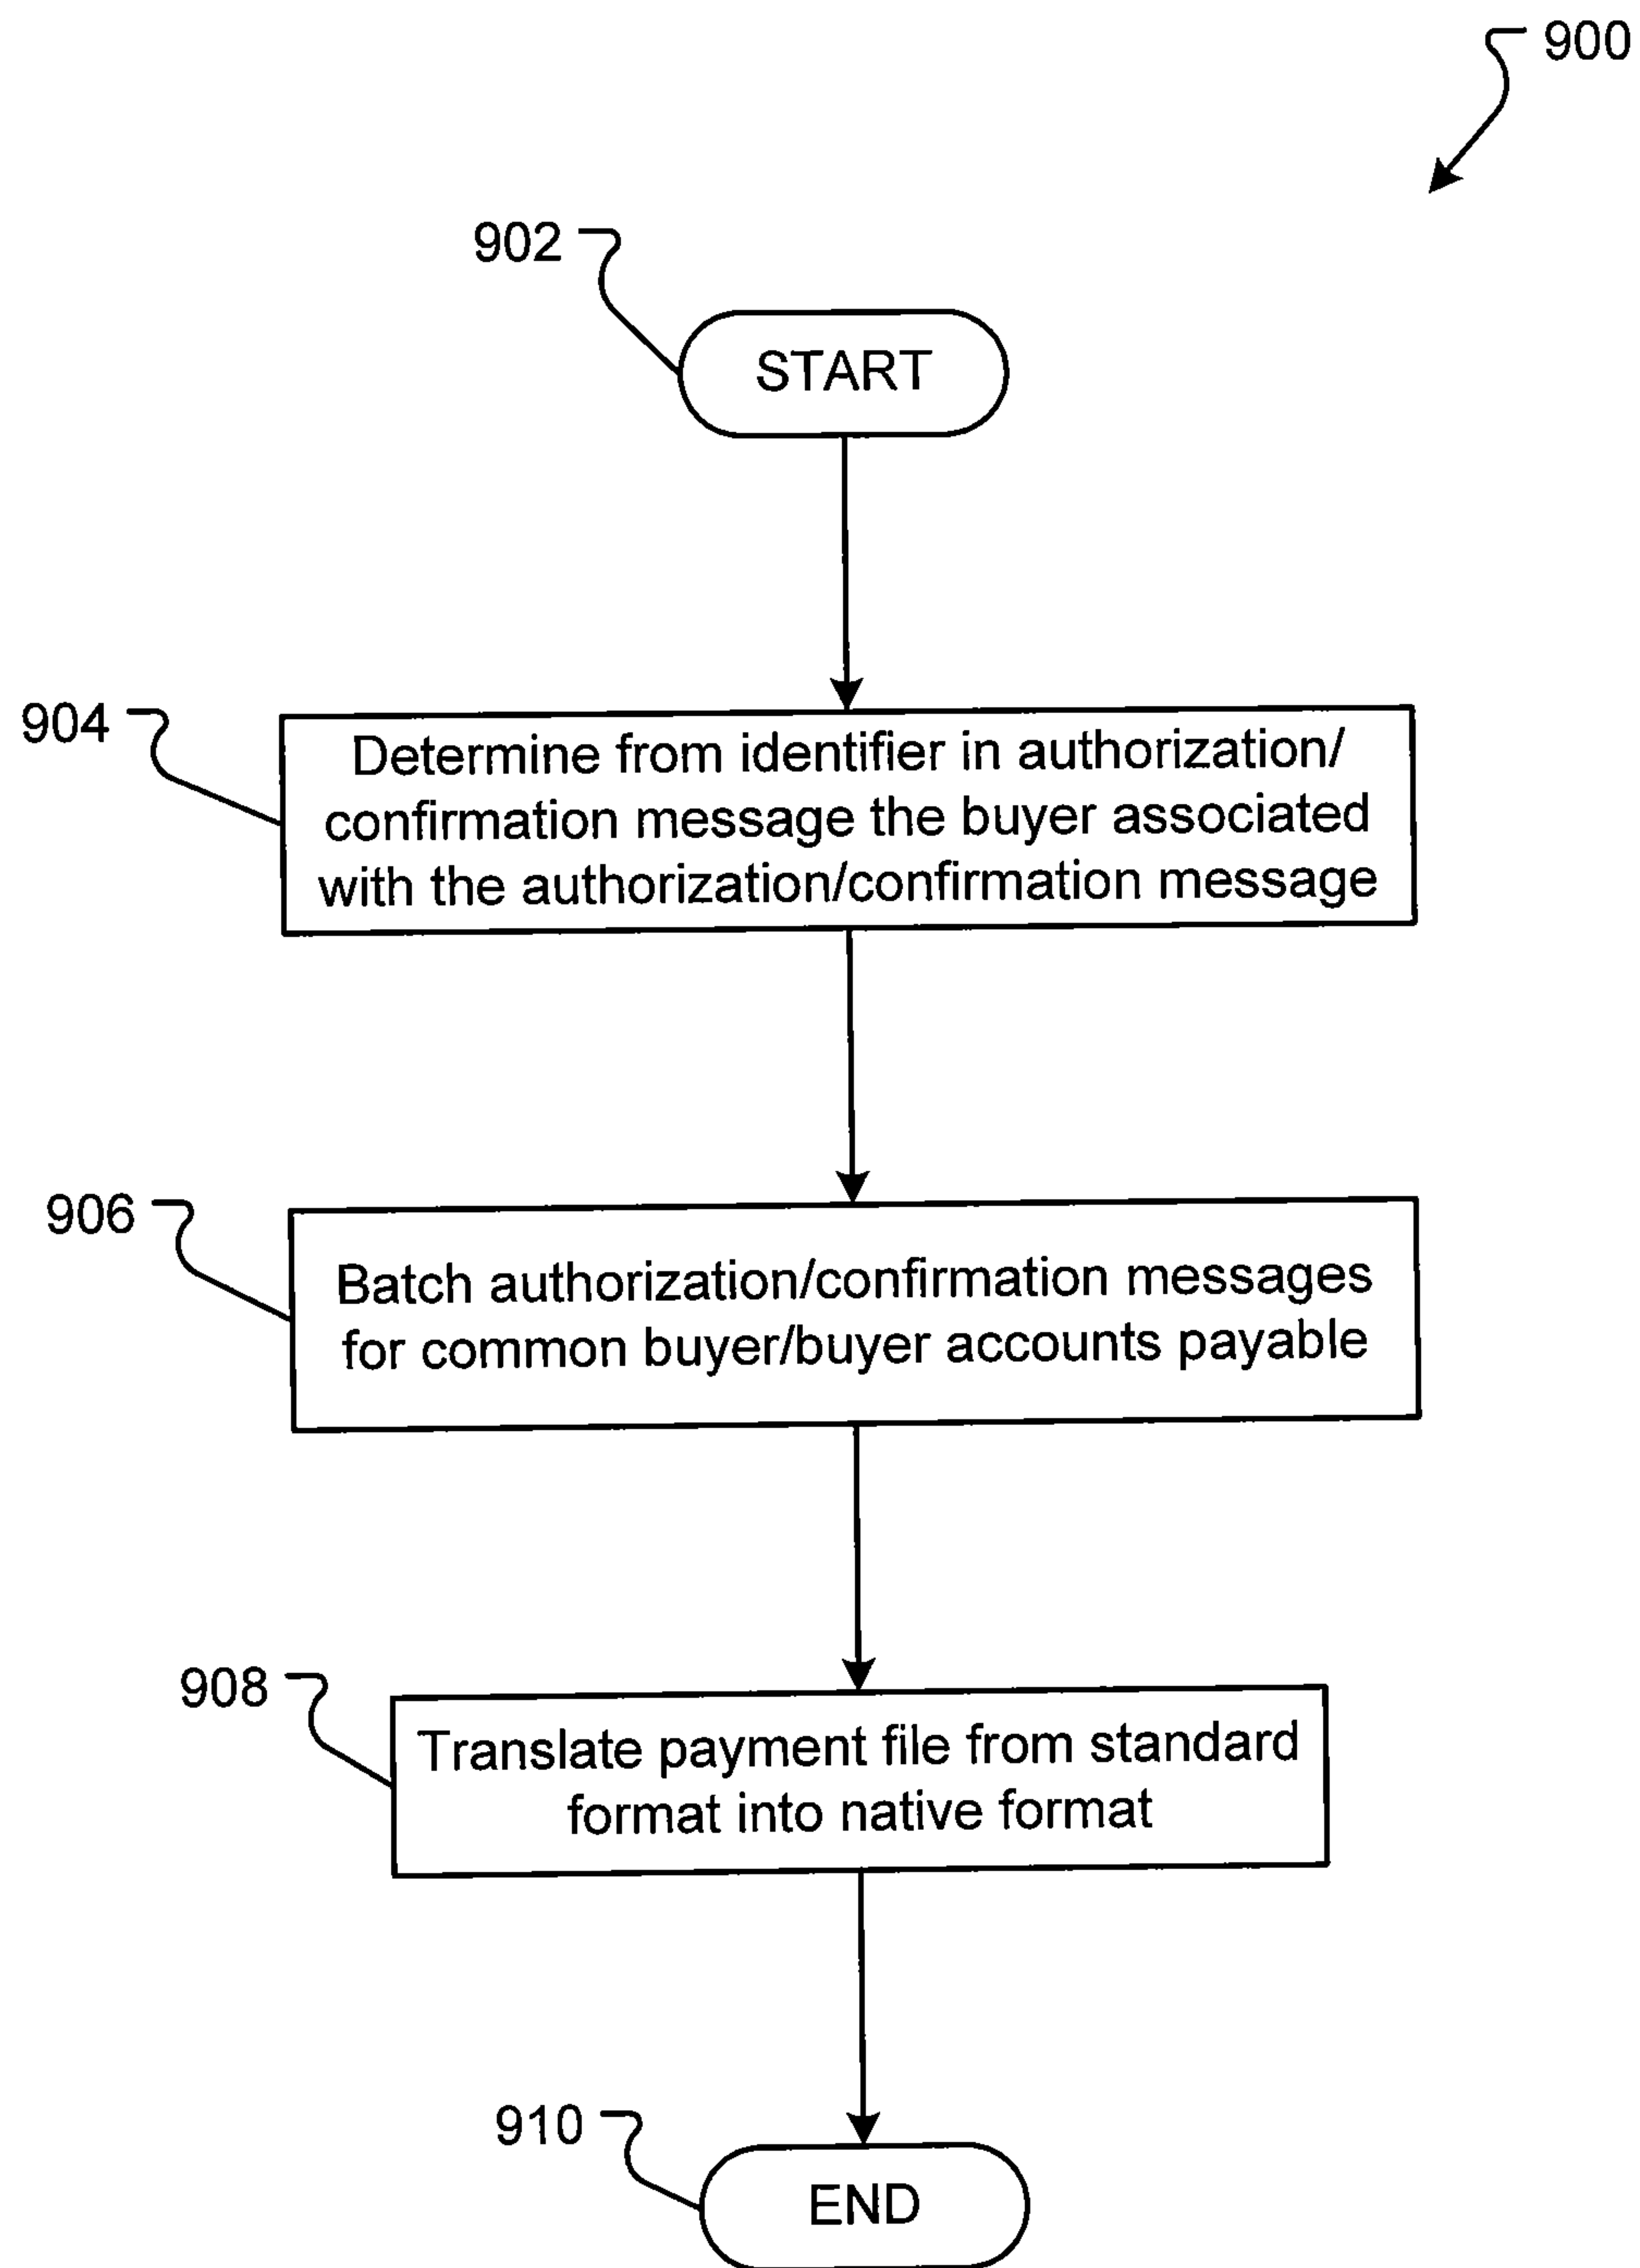 900
902
START
904
Determine from identifier in authorization/
confirmation message the buyer associated
with the authorization/confirmation message
906
Batch authorization/confirmation messages
for common buyer/buyer accounts payable
908
Translate payment file from standard
format into native format
910
END